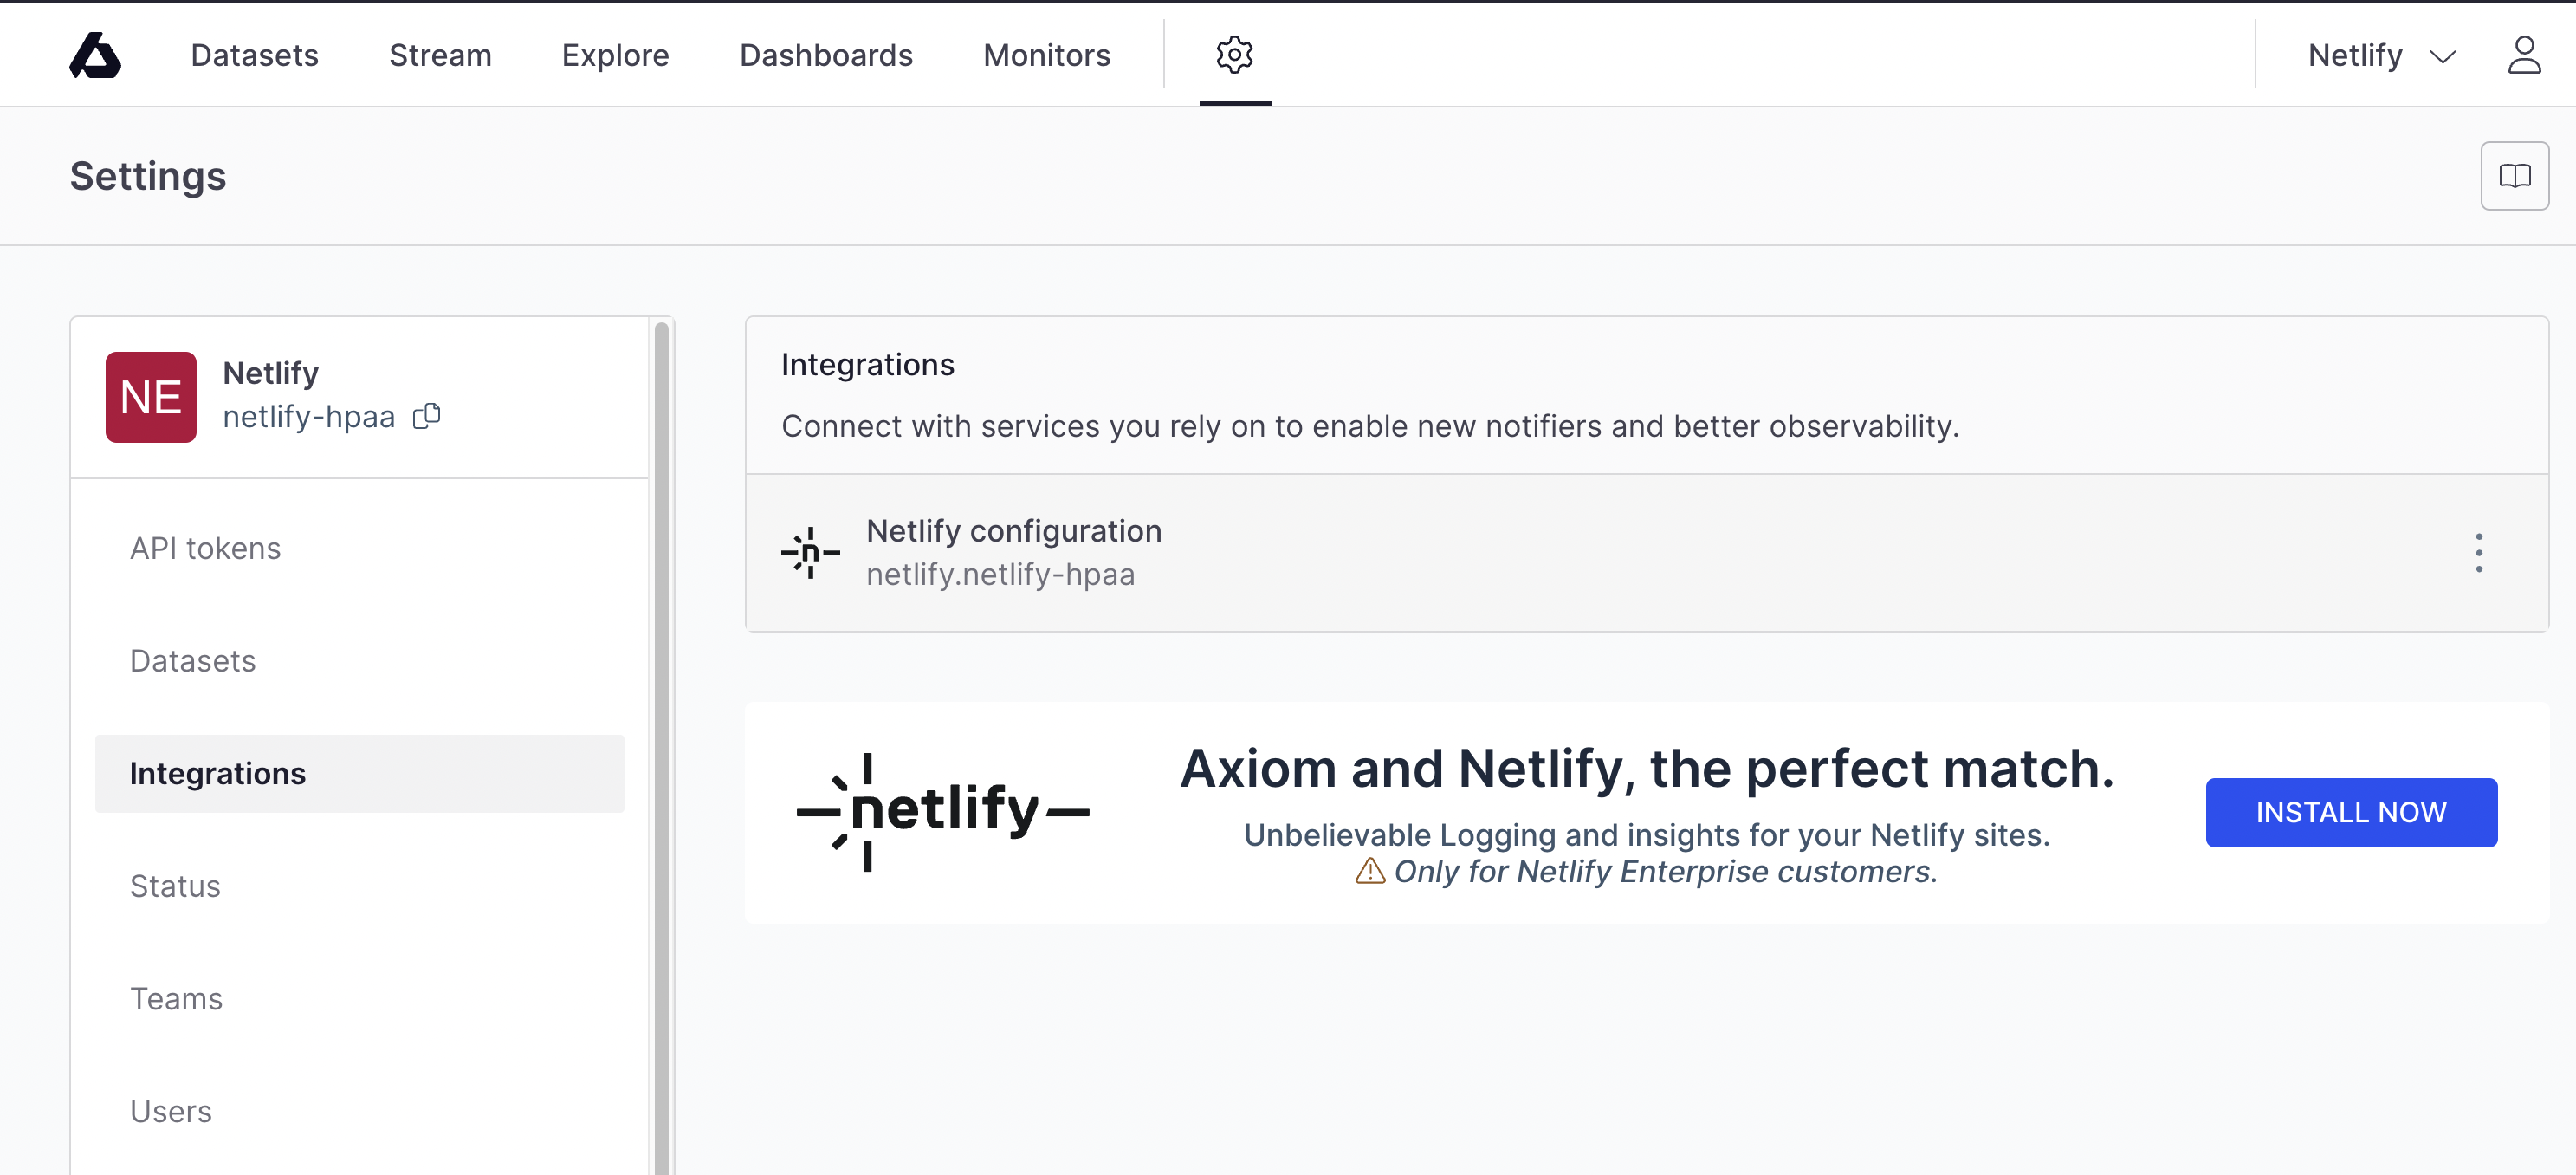 Datasets Stream Explore Dashboards Monitors Netlify
Settings
NE
Netlify
netlify-hpaa
API tokens
Datasets
Integrations
Status
Teams
Users
Integrations
Connect with services you rely on to enable new notifiers and better observability.
n
Netlify configuration
netlify.netlify-hpaa
netlify
Axiom and Netlify, the perfect match.
Unbelievable Logging and insights for your Netlify sites.
⚠ Only for Netlify Enterprise customers.
INSTALL NOW